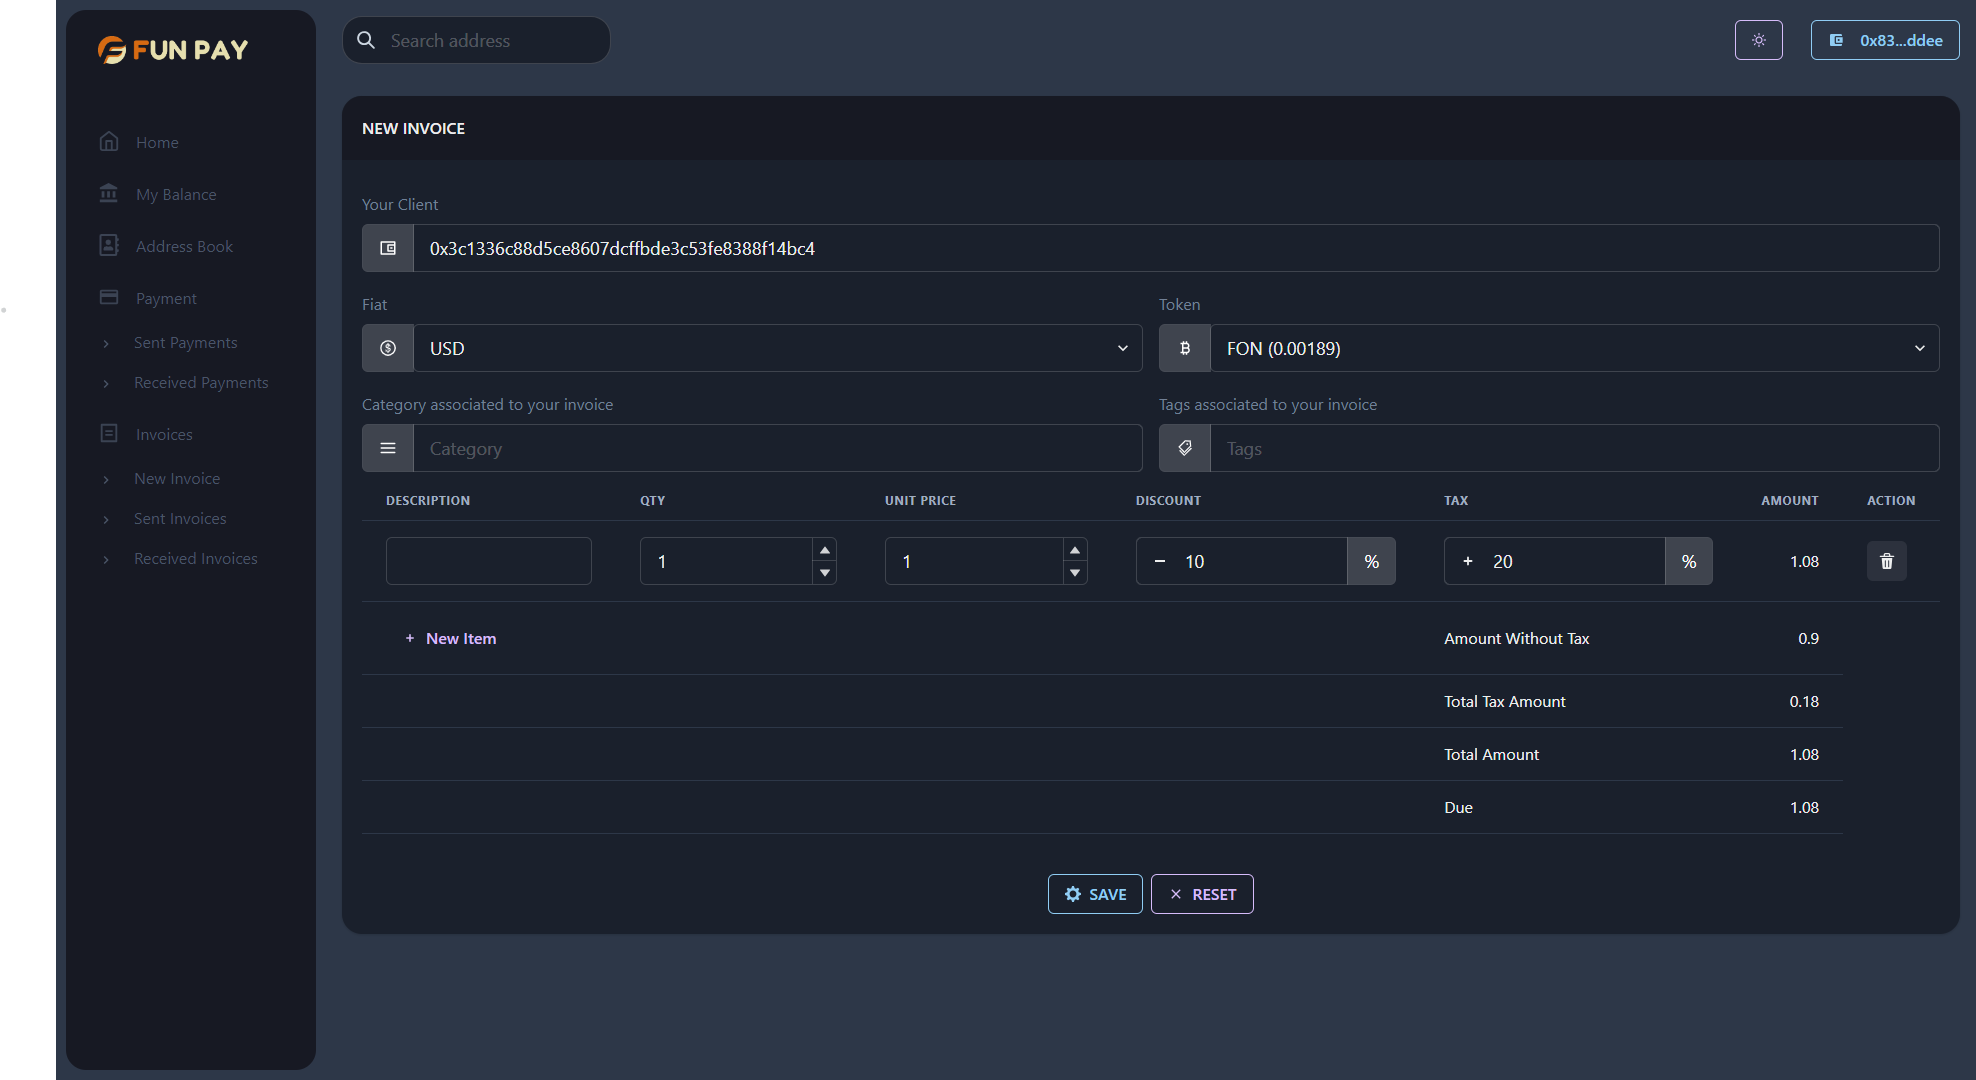 FUN PAY
Search address
0x83...ddee
Home
My Balance
Address Book
Payment
Sent Payments
Received Payments
Invoices
New Invoice
Sent Invoices
Received Invoices
NEW INVOICE
Your Client
0x3c1336c88d5ce8607dcffbde3c53fe8388f14bc4
Fiat Token
USD FON (0.00189)
Category associated to your invoice Tags associated to your invoice
Category Tags
DESCRIPTION QTY UNIT PRICE DISCOUNT TAX AMOUNT ACTION
1 1 − 10 % + 20 % 1.08
+ New Item Amount Without Tax 0.9
Total Tax Amount 0.18
Total Amount 1.08
Due 1.08
SAVE × RESET